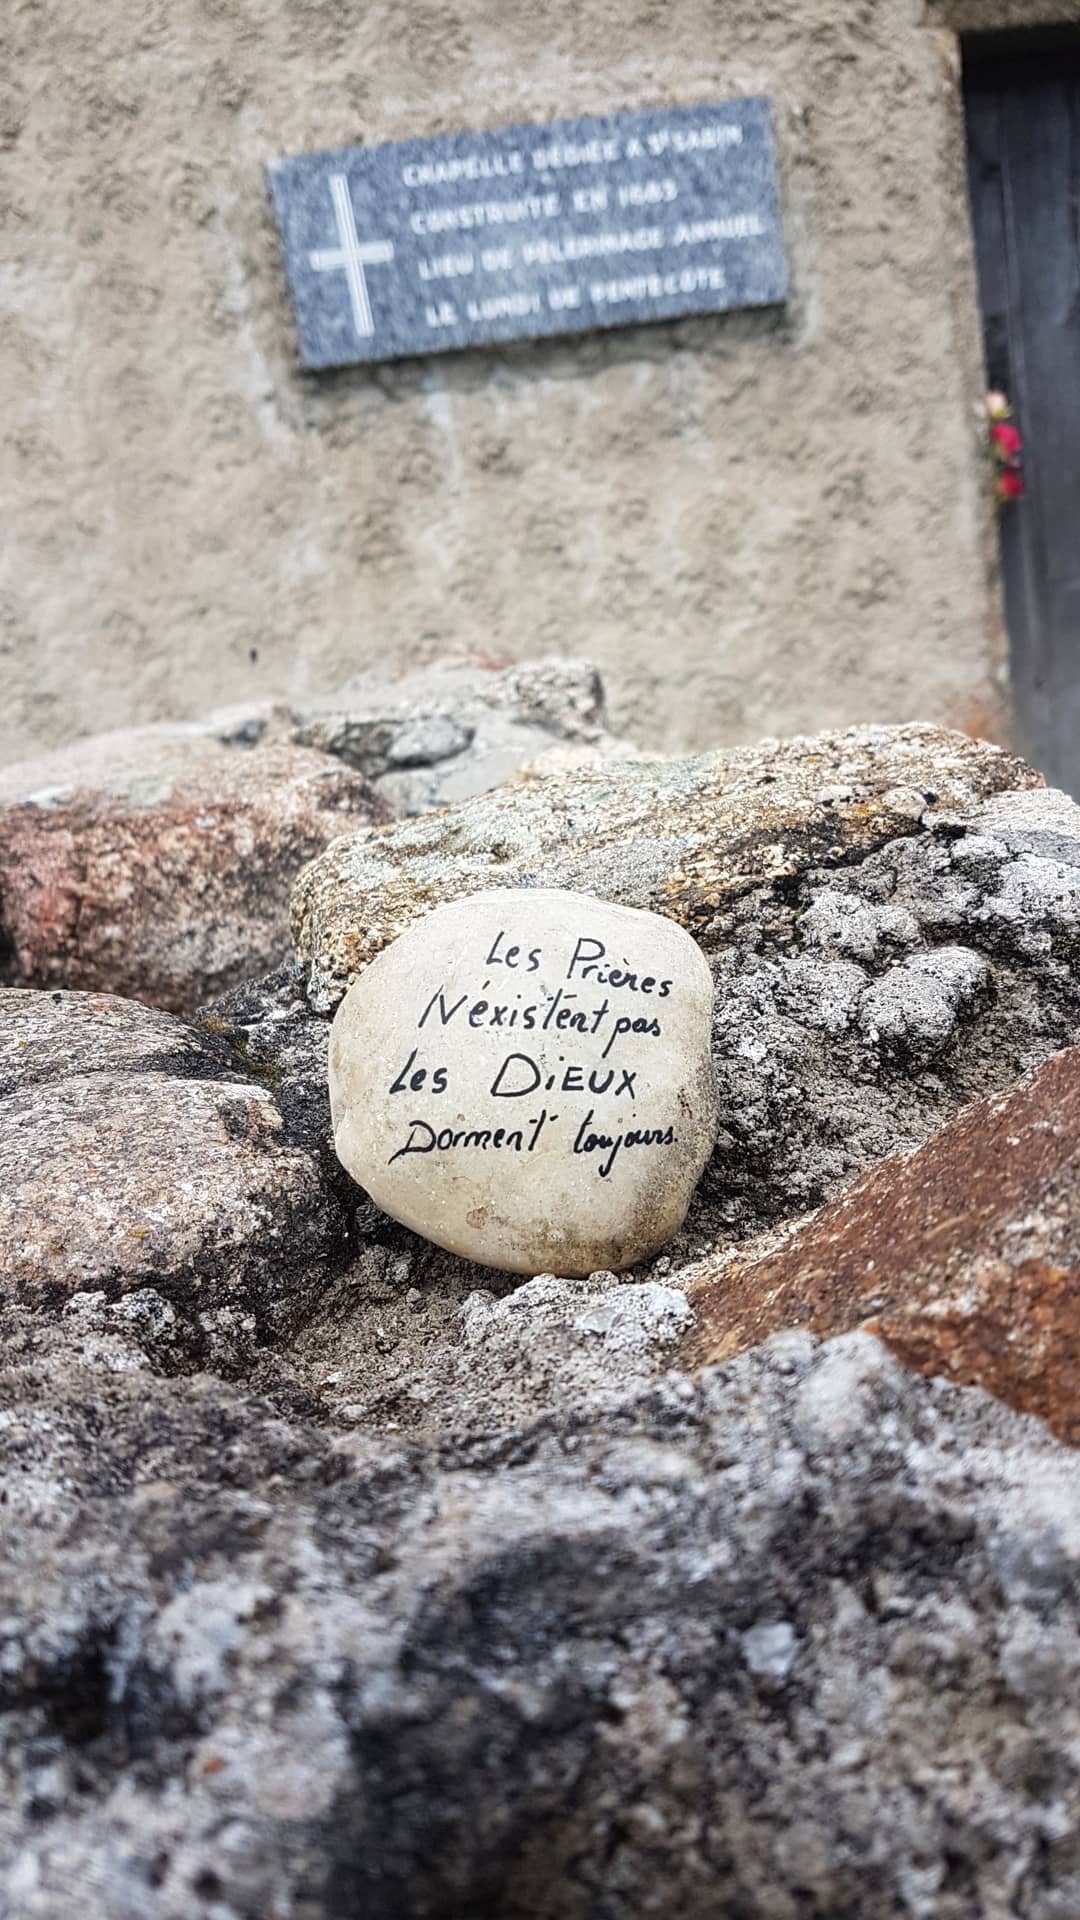 CHAPELLE DÉDIÉE A ST SABIN
CONSTRUITE EN 1683
LIEU DE PÈLERINAGE ANNUEL
LE LUNDI DE PENTECÔTE
Les Prières
N'éxistent pas
Les DiEUX
Dorment toujours.